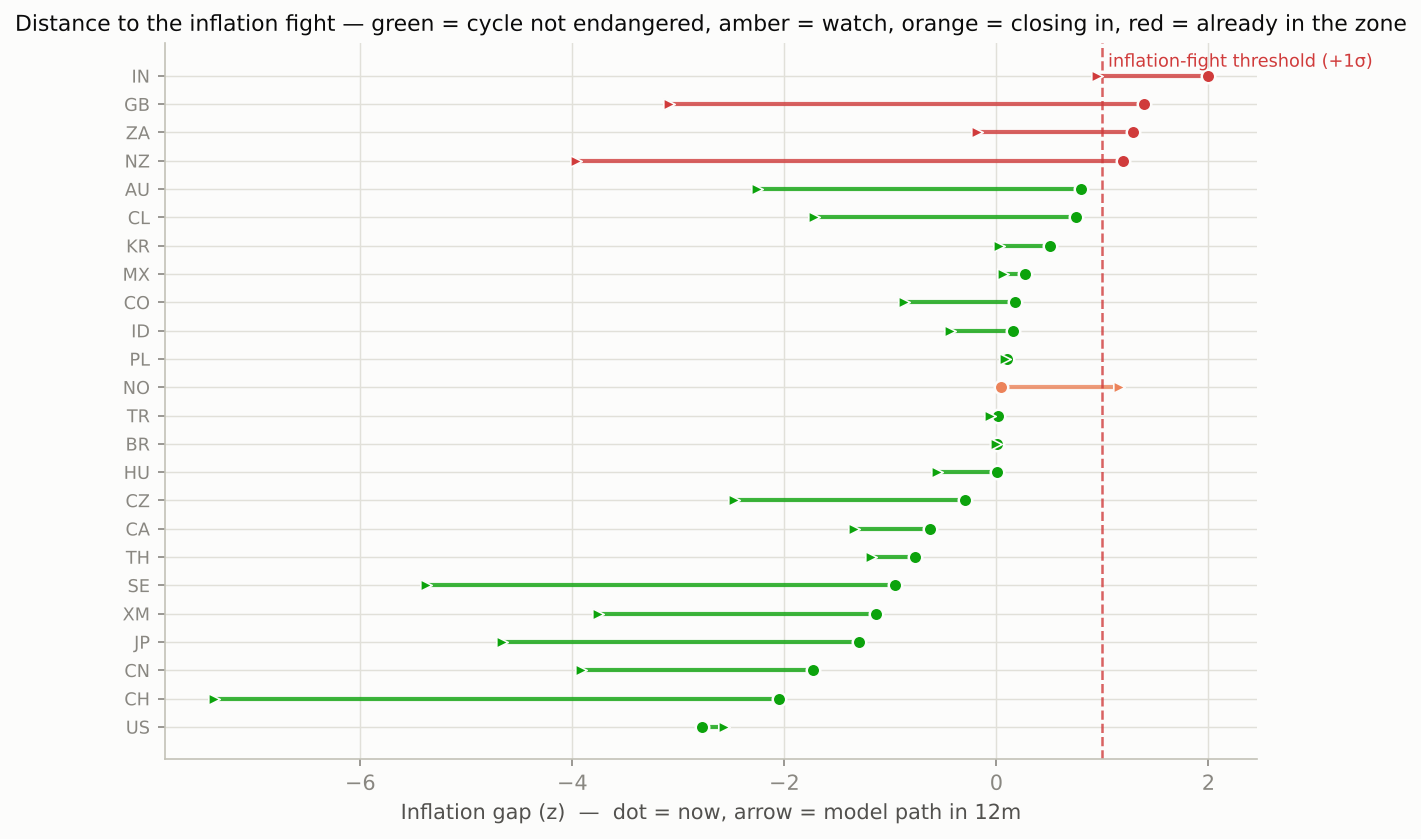 Distance to the inflation fight — green = cycle not endangered, amber = watch, orange = closing in, red = already in the zone
inflation-fight threshold (+1σ)
IN
GB
ZA
NZ
AU
CL
KR
MX
CO
ID
PL
NO
TR
BR
HU
CZ
CA
TH
SE
XM
JP
CN
CH
US
−6 −4 −2 0 2
Inflation gap (z) — dot = now, arrow = model path in 12m